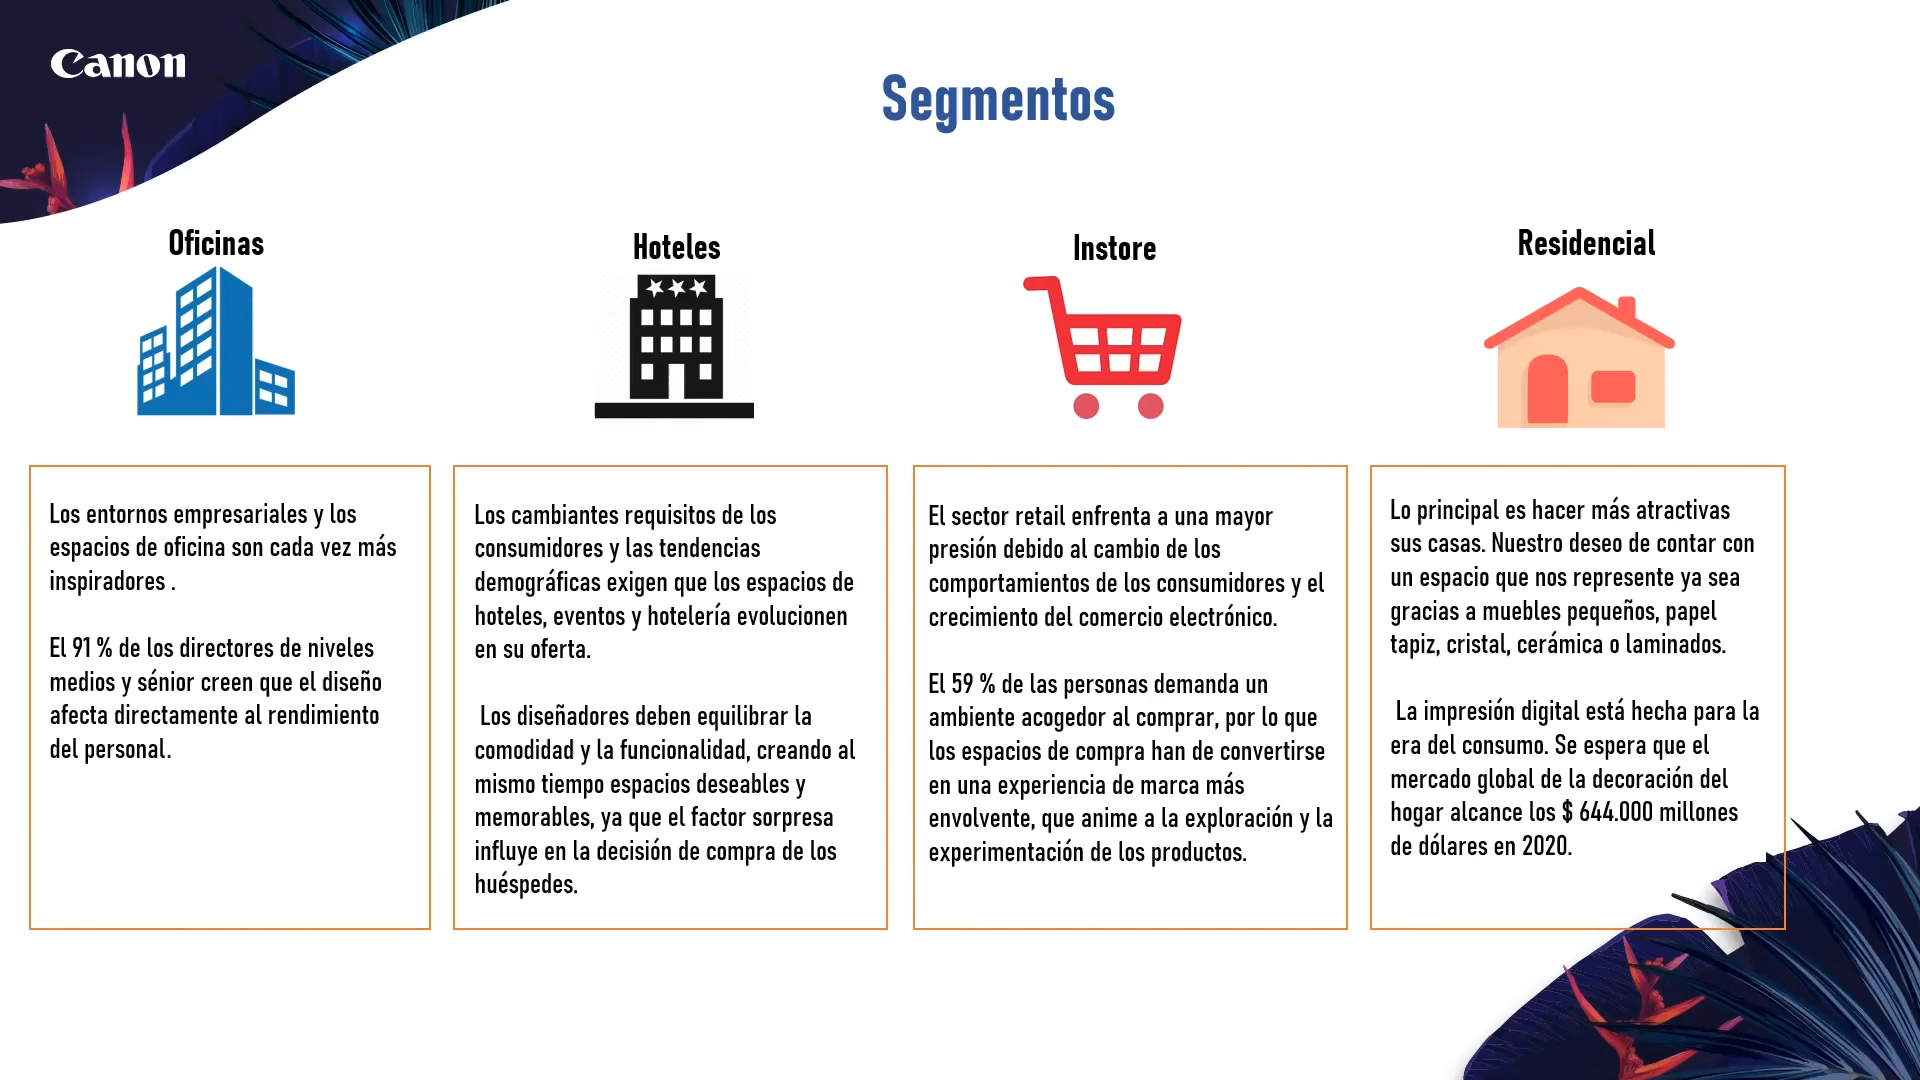 Canon
Segmentos
Oficinas
Hoteles
Instore
Residencial
Los entornos empresariales y los
espacios de oficina son cada vez más
inspiradores .
El 91 % de los directores de niveles
medios y sénior creen que el diseño
afecta directamente al rendimiento
del personal.
Los cambiantes requisitos de los
consumidores y las tendencias
demográficas exigen que los espacios de
hoteles, eventos y hotelería evolucionen
en su oferta.
Los diseñadores deben equilibrar la
comodidad y la funcionalidad, creando al
mismo tiempo espacios deseables y
memorables, ya que el factor sorpresa
influye en la decisión de compra de los
huéspedes.
El sector retail enfrenta a una mayor
presión debido al cambio de los
comportamientos de los consumidores y el
crecimiento del comercio electrónico.
El 59 % de las personas demanda un
ambiente acogedor al comprar, por lo que
los espacios de compra han de convertirse
en una experiencia de marca más
envolvente, que anime a la exploración y la
experimentación de los productos.
Lo principal es hacer más atractivas
sus casas. Nuestro deseo de contar con
un espacio que nos represente ya sea
gracias a muebles pequeños, papel
tapiz, cristal, cerámica o laminados.
La impresión digital está hecha para la
era del consumo. Se espera que el
mercado global de la decoración del
hogar alcance los $ 644.000 millones
de dólares en 2020.